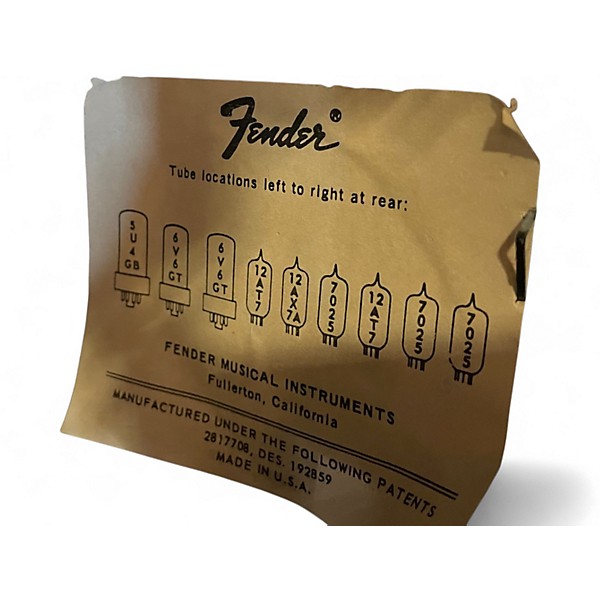 Fender®
Tube locations left to right at rear:
5U4GB 6V6GT 6V6GT 12AT7 12AX7A 7025 12AT7 7025 7025
FENDER MUSICAL INSTRUMENTS
Fullerton, California
MANUFACTURED UNDER THE FOLLOWING PATENTS
2817708, DES. 192859
MADE IN U.S.A.